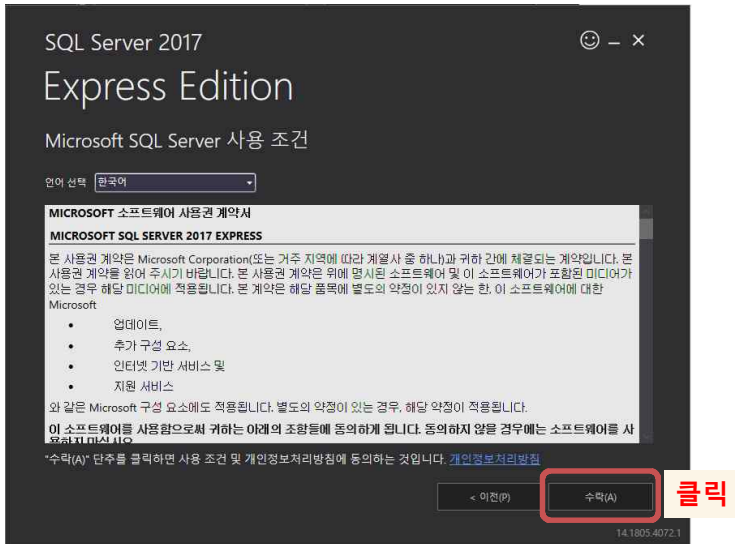 SQL Server 2017
Express Edition
Microsoft SQL Server 사용 조건
언어 선택 한국어
MICROSOFT 소프트웨어 사용권 계약서
MICROSOFT SQL SERVER 2017 EXPRESS
본 사용권 계약은 Microsoft Corporation(또는 거주 지역에 따라 계열사 중 하나)과 귀하 간에 체결되는 계약입니다. 본
사용권 계약을 읽어 주시기 바랍니다. 본 사용권 계약은 위에 명시된 소프트웨어 및 이 소프트웨어가 포함된 미디어가
있는 경우 해당 미디어에 적용됩니다. 본 계약은 해당 품목에 별도의 약정이 있지 않는 한, 이 소프트웨어에 대한
Microsoft
• 업데이트,
• 추가 구성 요소,
• 인터넷 기반 서비스 및
• 지원 서비스
와 같은 Microsoft 구성 요소에도 적용됩니다. 별도의 약정이 있는 경우, 해당 약정이 적용됩니다.
이 소프트웨어를 사용함으로써 귀하는 아래의 조항들에 동의하게 됩니다. 동의하지 않을 경우에는 소프트웨어를 사
용하지 마십시오
"수락(A)" 단추를 클릭하면 사용 조건 및 개인정보처리방침에 동의하는 것입니다. 개인정보처리방침
< 이전(P) 수락(A) 클릭
14.1805.4072.1